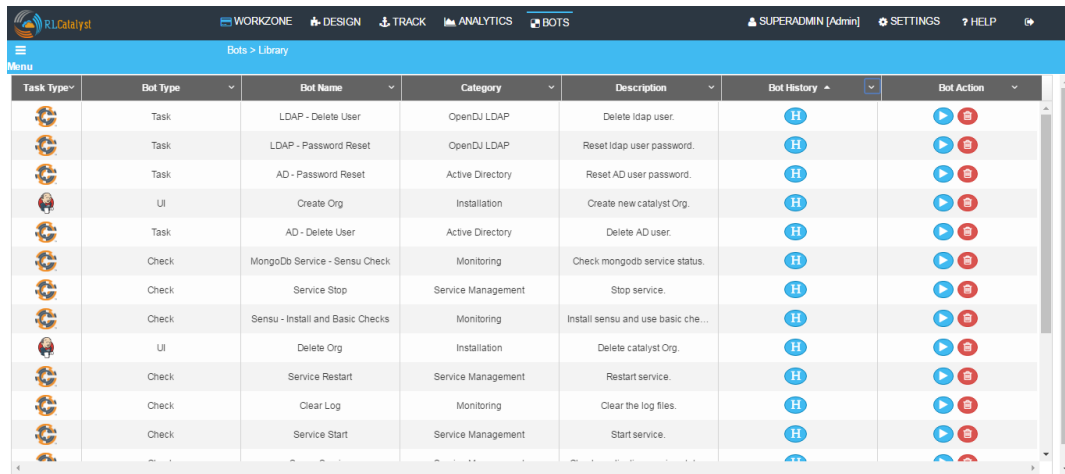 RLCatalyst WORKZONE DESIGN TRACK ANALYTICS BOTS SUPERADMIN [Admin] SETTINGS ? HELP
Menu Bots > Library
Task Type Bot Type Bot Name Category Description Bot History Bot Action
Task LDAP - Delete User OpenDJ LDAP Delete ldap user. H
Task LDAP - Password Reset OpenDJ LDAP Reset ldap user password. H
Task AD - Password Reset Active Directory Reset AD user password. H
UI Create Org Installation Create new catalyst Org. H
Task AD - Delete User Active Directory Delete AD user. H
Check MongoDb Service - Sensu Check Monitoring Check mongodb service status. H
Check Service Stop Service Management Stop service. H
Check Sensu - Install and Basic Checks Monitoring Install sensu and use basic che... H
UI Delete Org Installation Delete catalyst Org. H
Check Service Restart Service Management Restart service. H
Check Clear Log Monitoring Clear the log files. H
Check Service Start Service Management Start service. H